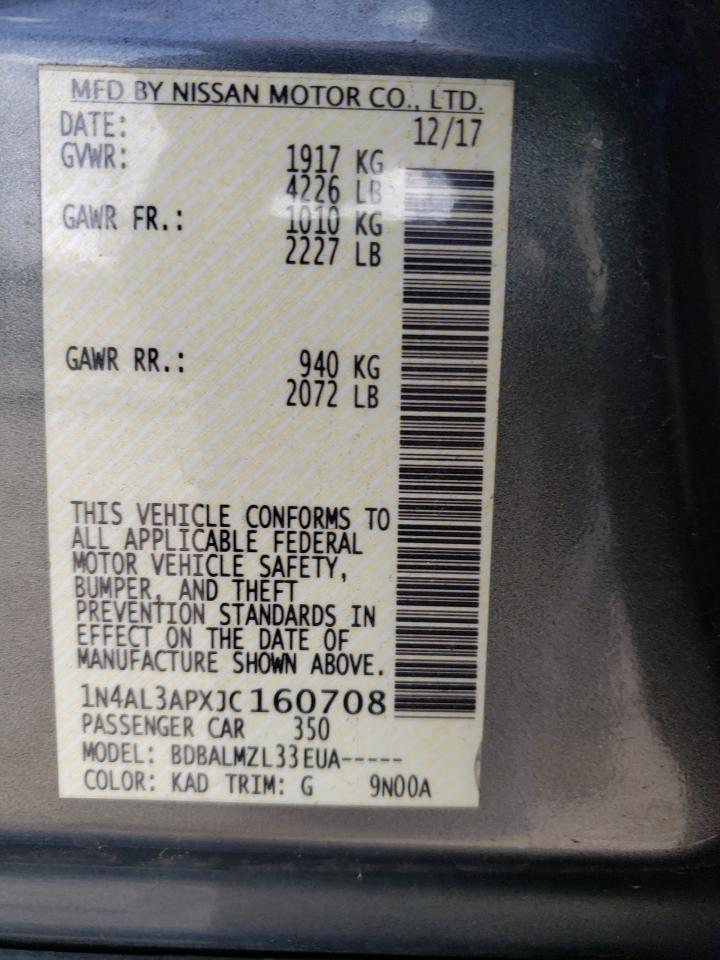 MFD BY NISSAN MOTOR CO., LTD.
DATE: 12/17
GVWR: 1917 KG
4226 LB
GAWR FR.: 1010 KG
2227 LB
GAWR RR.: 940 KG
2072 LB
THIS VEHICLE CONFORMS TO
ALL APPLICABLE FEDERAL
MOTOR VEHICLE SAFETY,
BUMPER, AND THEFT
PREVENTION STANDARDS IN
EFFECT ON THE DATE OF
MANUFACTURE SHOWN ABOVE.
1N4AL3APXJC160708
PASSENGER CAR 350
MODEL: BDBALMZL33EUA-----
COLOR: KAD TRIM: G 9N00A